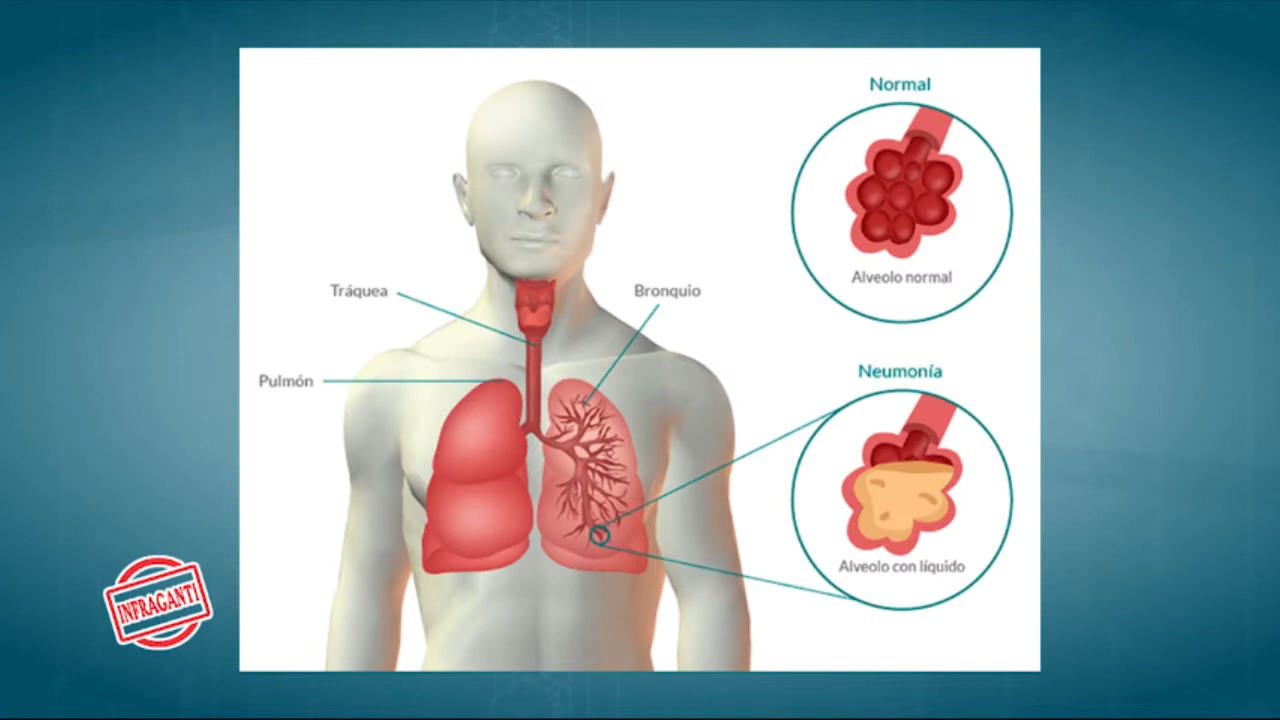 Normal
Alveolo normal
Tráquea
Bronquio
Pulmón
Neumonía
Alveolo con líquido
INFRAGANTI